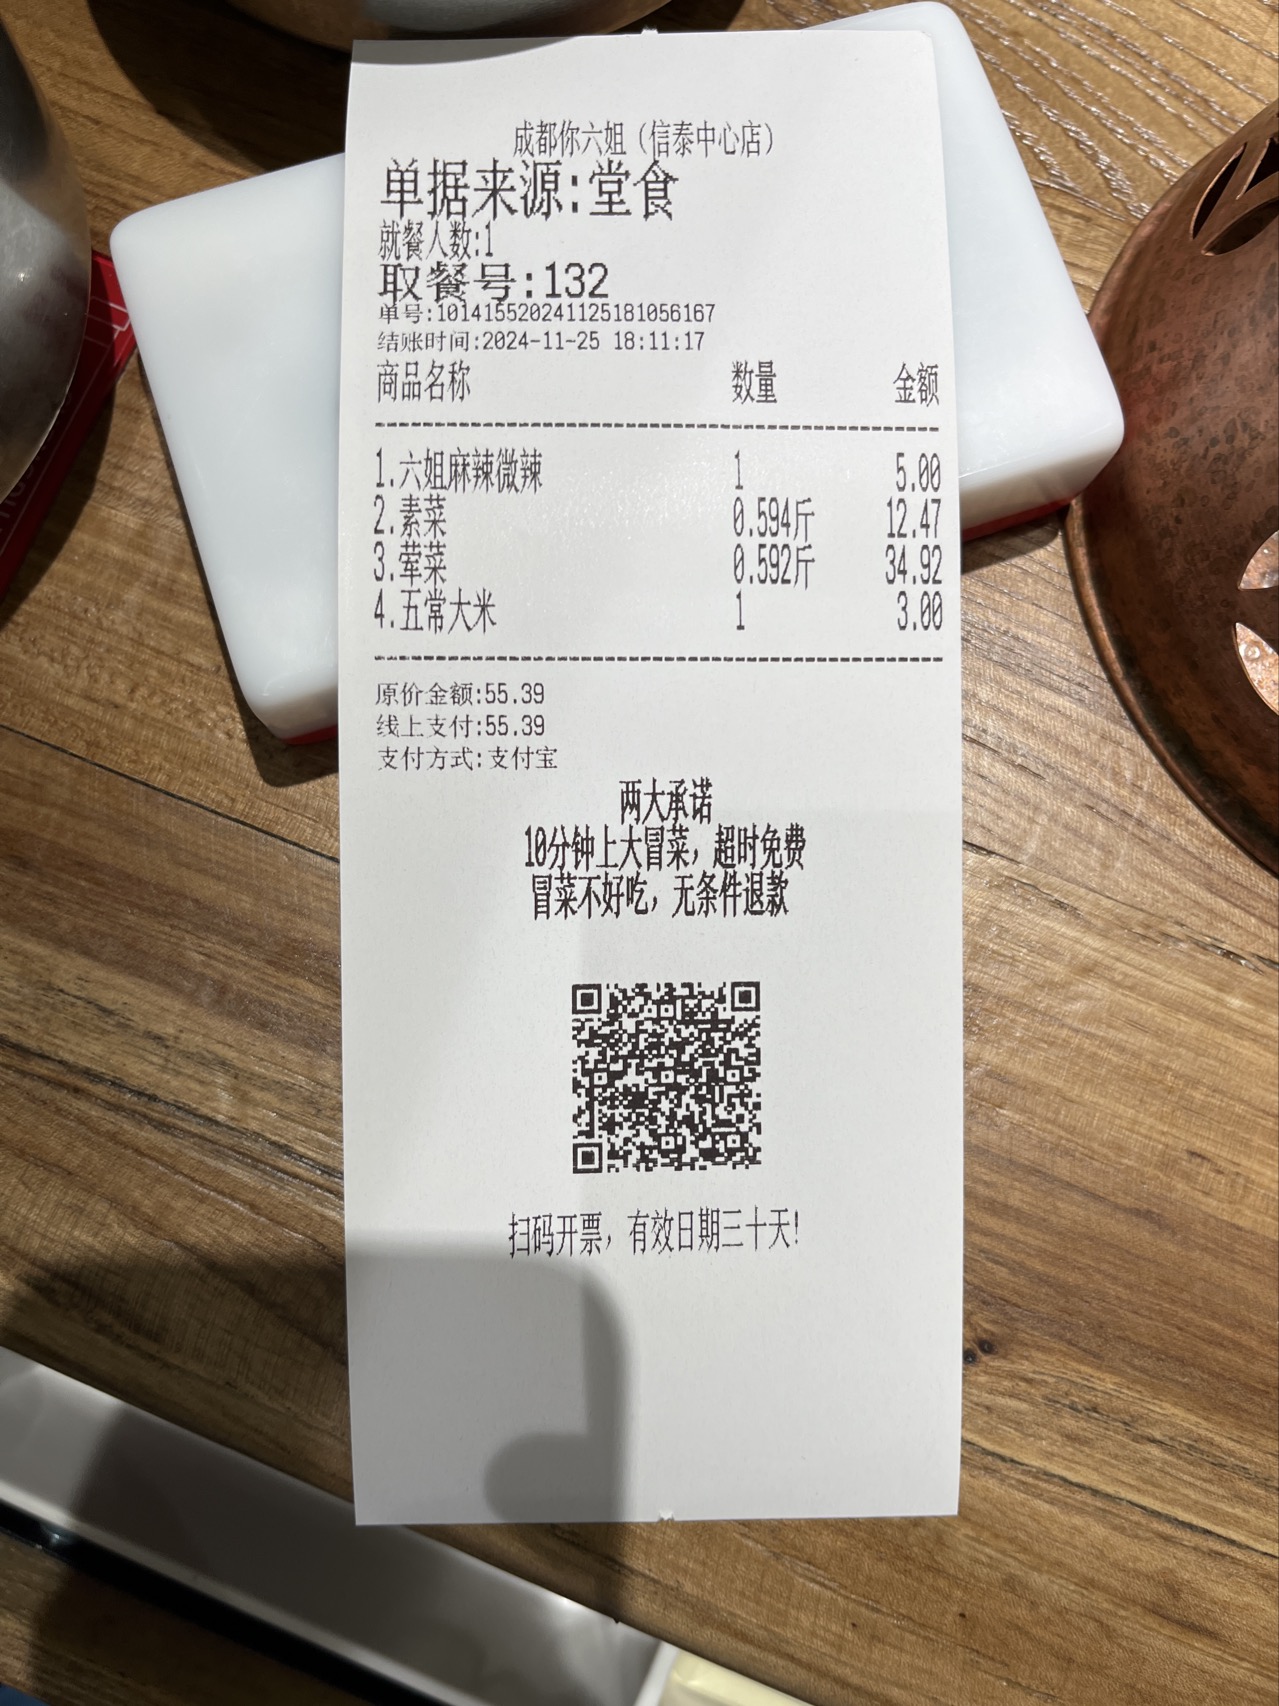 成都你六姐（信泰中心店）
单据来源:堂食
就餐人数:1
取餐号:132
单号:1014155202411251810561​67
结账时间:2024-11-25 18:11:17
商品名称 数量 金额
1.六姐麻辣微辣 1 5.00
2.素菜 0.594斤 12.47
3.荤菜 0.592斤 34.92
4.五常大米 1 3.00
原价金额:55.39
线上支付:55.39
支付方式:支付宝
两大承诺
10分钟上大冒菜，超时免费
冒菜不好吃，无条件退款
扫码开票，有效日期三十天!